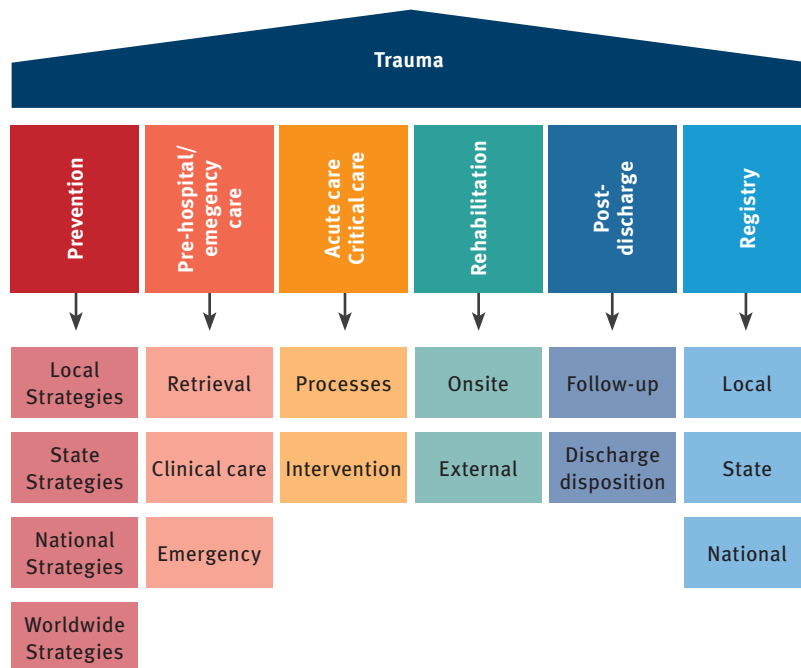 Trauma
Prevention
Pre-hospital/
emegency
care
Acute care
Critical care
Rehabilitation
Post-
discharge
Registry
Local
Strategies
Retrieval
Processes
Onsite
Follow-up
Local
State
Strategies
Clinical care
Intervention
External
Discharge
disposition
State
National
Strategies
Emergency
National
Worldwide
Strategies